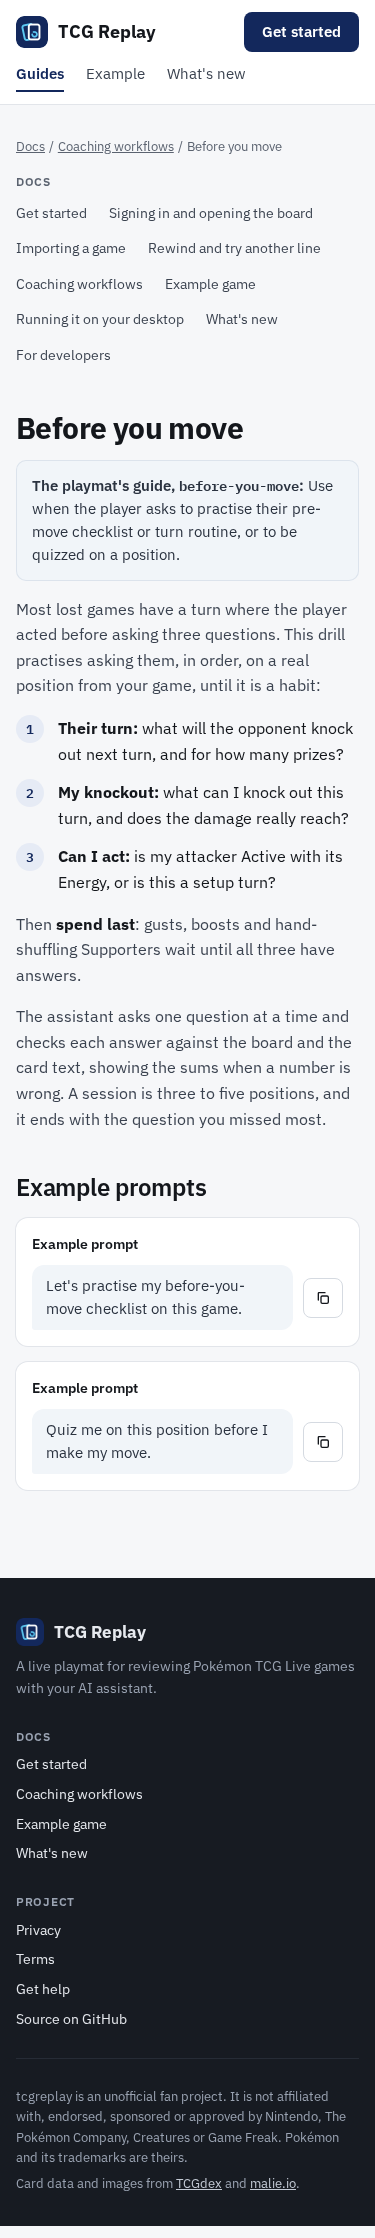 TCG Replay
Get started
Guides Example What's new
Docs / Coaching workflows / Before you move
DOCS
Get started Signing in and opening the board
Importing a game Rewind and try another line
Coaching workflows Example game
Running it on your desktop What's new
For developers
Before you move
The playmat's guide, before-you-move: Use
when the player asks to practise their pre-
move checklist or turn routine, or to be
quizzed on a position.
Most lost games have a turn where the player
acted before asking three questions. This drill
practises asking them, in order, on a real
position from your game, until it is a habit:
1 Their turn: what will the opponent knock
out next turn, and for how many prizes?
2 My knockout: what can I knock out this
turn, and does the damage really reach?
3 Can I act: is my attacker Active with its
Energy, or is this a setup turn?
Then spend last: gusts, boosts and hand-
shuffling Supporters wait until all three have
answers.
The assistant asks one question at a time and
checks each answer against the board and the
card text, showing the sums when a number is
wrong. A session is three to five positions, and
it ends with the question you missed most.
Example prompts
Example prompt
Let's practise my before-you-
move checklist on this game.
Example prompt
Quiz me on this position before I
make my move.
TCG Replay
A live playmat for reviewing Pokémon TCG Live games
with your AI assistant.
DOCS
Get started
Coaching workflows
Example game
What's new
PROJECT
Privacy
Terms
Get help
Source on GitHub
tcgreplay is an unofficial fan project. It is not affiliated
with, endorsed, sponsored or approved by Nintendo, The
Pokémon Company, Creatures or Game Freak. Pokémon
and its trademarks are theirs.
Card data and images from TCGdex and malie.io.